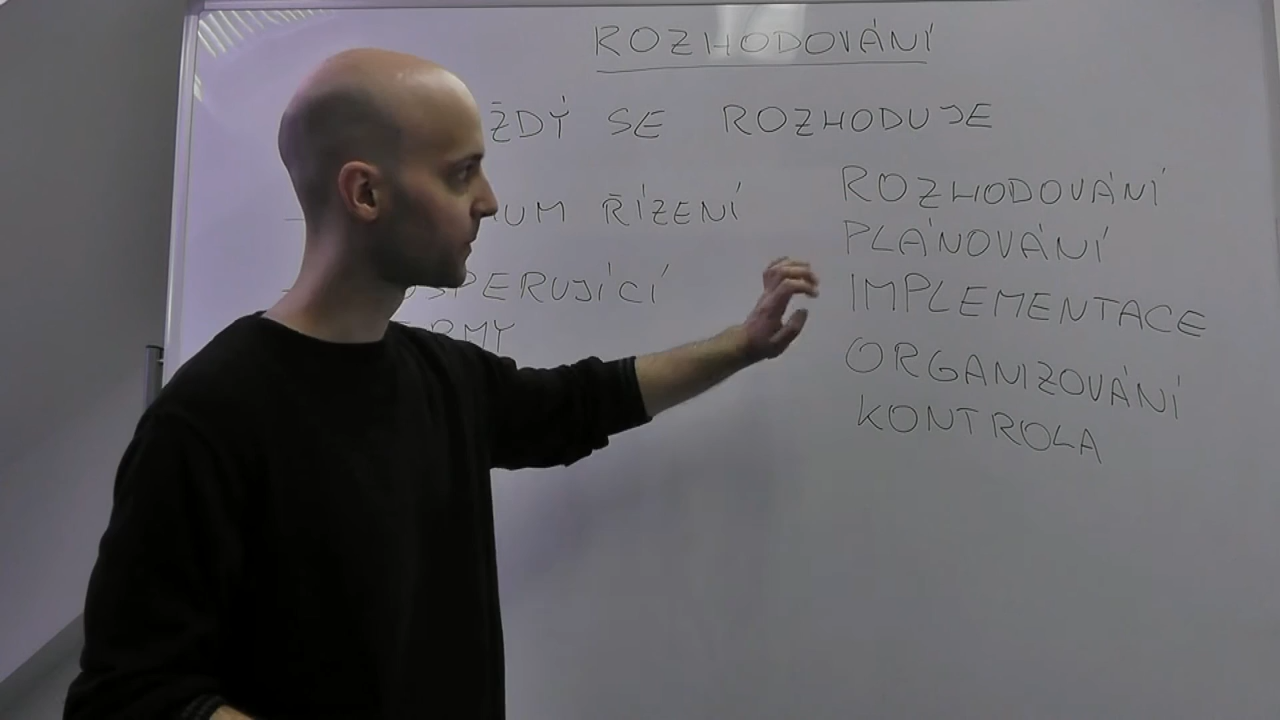 ROZHODOVÁNÍ
SE ROZHODUJE
ŘÍZENÍ
ROZHODOVÁNÍ
PLÁNOVÁNÍ
IMPLEMENTACE
ORGANIZOVÁNÍ
KONTROLA